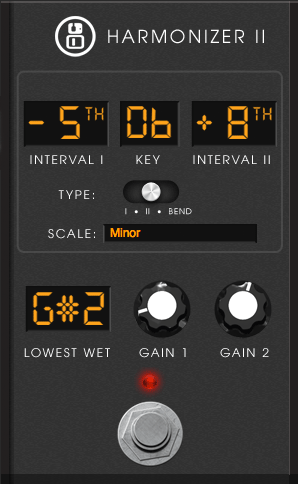 HARMONIZER II
- 5TH Db + 8TH
INTERVAL I KEY INTERVAL II
TYPE:
I • II • BEND
SCALE: Minor
G#2
LOWEST WET GAIN 1 GAIN 2